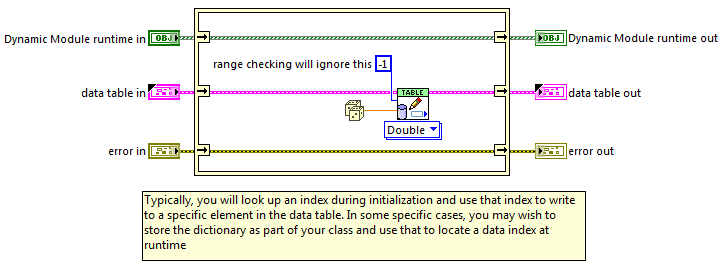 Dynamic Module runtime in
OBJ
OBJ
Dynamic Module runtime out
range checking will ignore this
-1
data table in
TABLE
data table out
Double
error in
error out
Typically, you will look up an index during initialization and use that index to write
to a specific element in the data table. In some specific cases, you may wish to
store the dictionary as part of your class and use that to locate a data index at
runtime